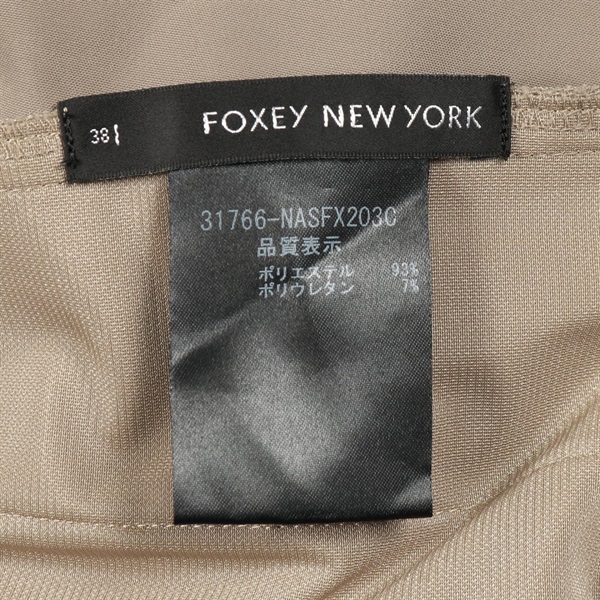 38
FOXEY NEW YORK
31766-NASFX203C
品質表示
ポリエステル 93%
ポリウレタン 7%